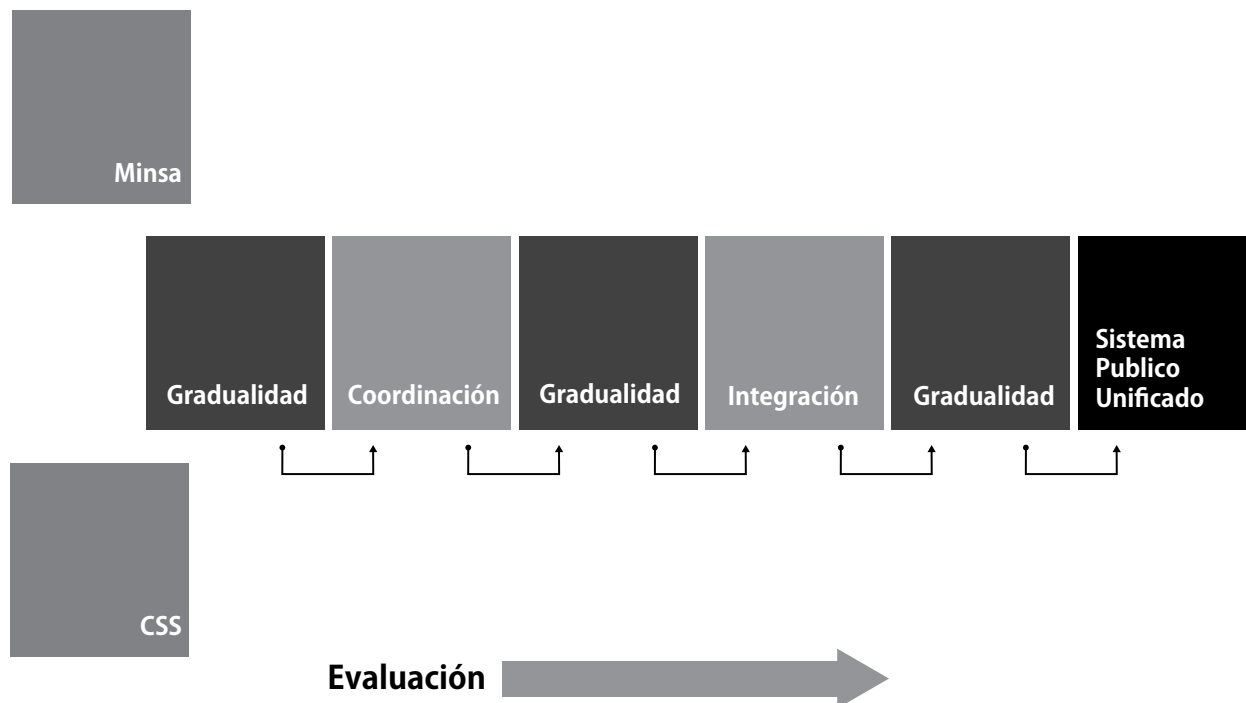 Minsa
Gradualidad
Coordinación
Gradualidad
Integración
Gradualidad
Sistema
Publico
Unificado
CSS
Evaluación